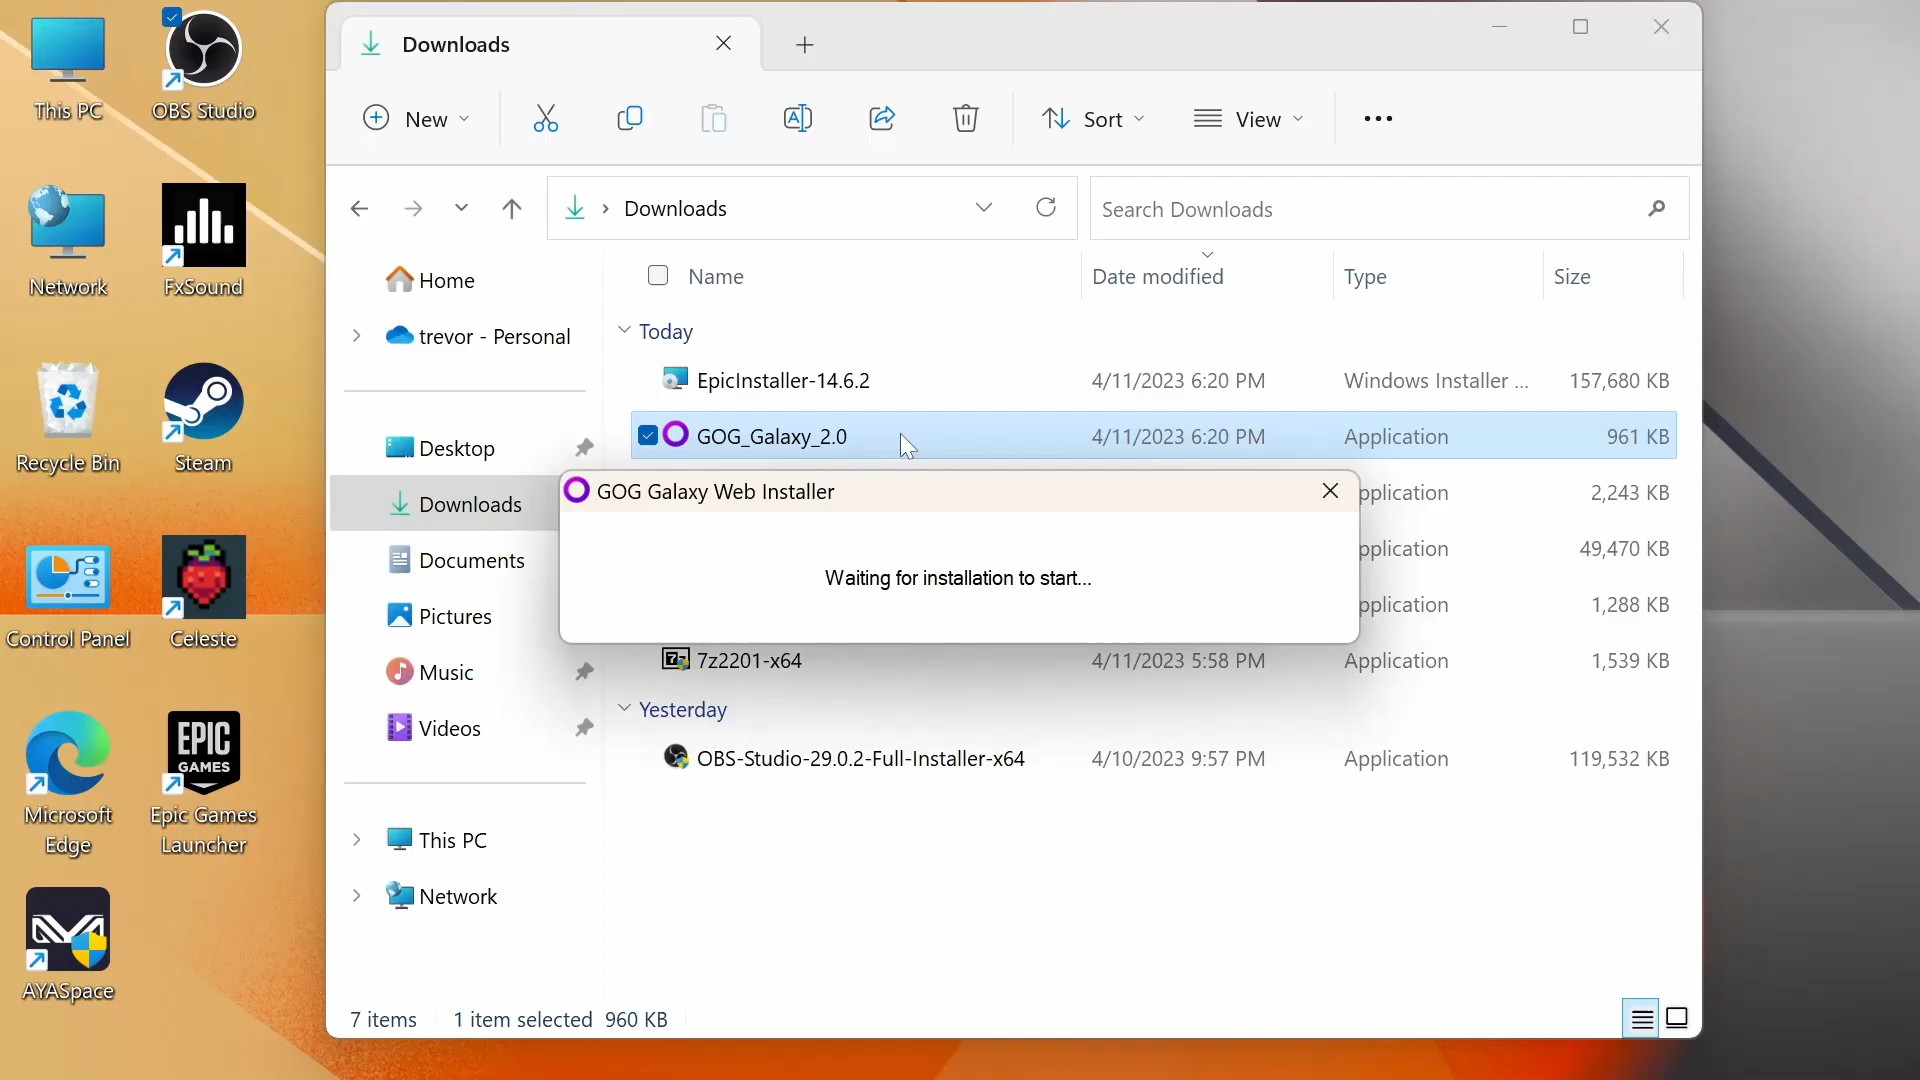 This PC
OBS Studio
Network
FxSound
Recycle Bin
Steam
Control Panel
Celeste
Microsoft
Edge
EPIC
GAMES
Epic Games
Launcher
AYASpace
Downloads
New
Sort
View
Downloads
Search Downloads
Home
trevor - Personal
Desktop
Downloads
Documents
Pictures
Music
Videos
This PC
Network
Name Date modified Type Size
Today
EpicInstaller-14.6.2 4/11/2023 6:20 PM Windows Installer ... 157,680 KB
GOG_Galaxy_2.0 4/11/2023 6:20 PM Application 961 KB
2,243 KB
49,470 KB
1,288 KB
GOG Galaxy Web Installer
Waiting for installation to start...
7z2201-x64 4/11/2023 5:58 PM Application 1,539 KB
Yesterday
OBS-Studio-29.0.2-Full-Installer-x64 4/10/2023 9:57 PM Application 119,532 KB
7 items 1 item selected 960 KB